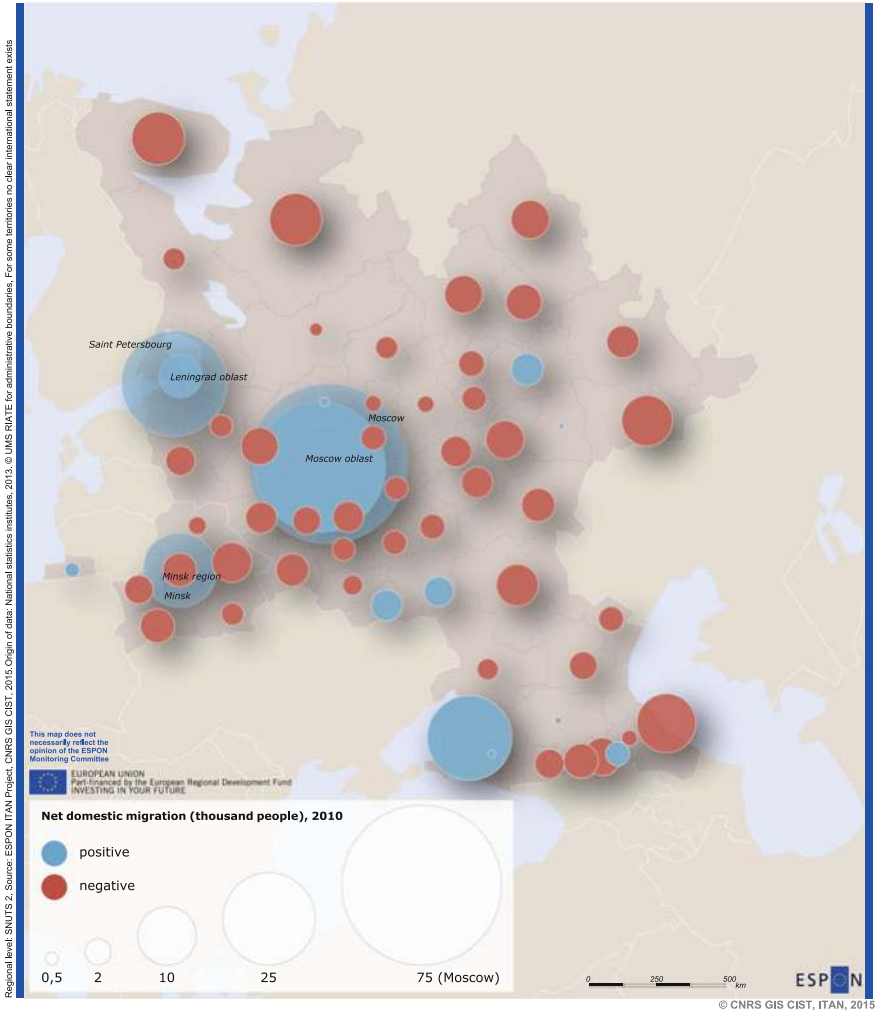 Regional level: SNUTS 2, Source: ESPON ITAN Project, CNRS GIS CIST, 2015, Origin of data: National statistics institutes, 2013. © UMS RIATE for administrative boundaries, For some territories no clear international statement exists
Saint Petersbourg
Leningrad oblast
Moscow
Moscow oblast
Minsk region
Minsk
This map does not
necessarily reflect the
opinion of the ESPON
Monitoring Committee
EUROPEAN UNION
Part-financed by the European Regional Development Fund
INVESTING IN YOUR FUTURE
Net domestic migration (thousand people), 2010
positive
negative
0,5 2 10 25 75 (Moscow)
0 250 500
km
ESPON
© CNRS GIS CIST, ITAN, 2015